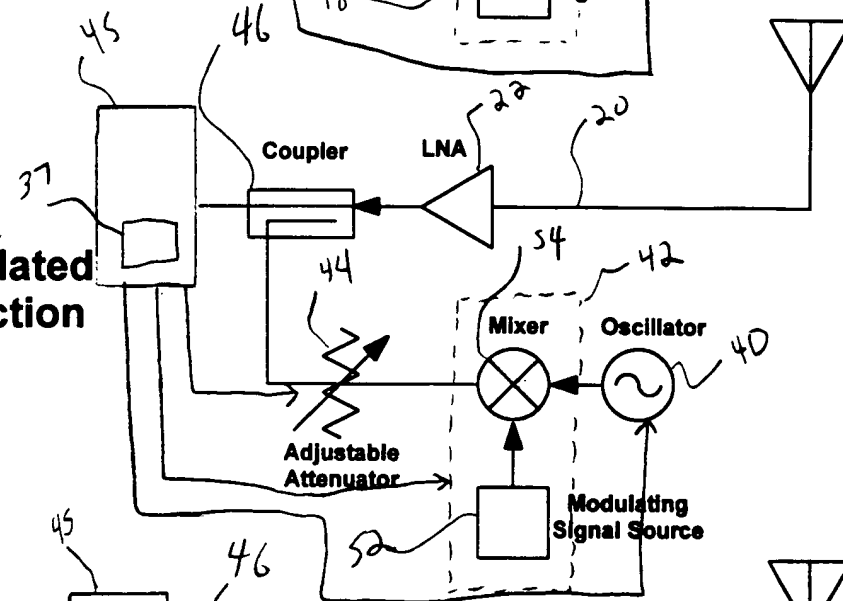 45
46
22
20
Coupler
LNA
37
54
lated
44
42
ction
Mixer
Oscillator
40
Adjustable
Attenuator
Modulating
Signal Source
52
45
46